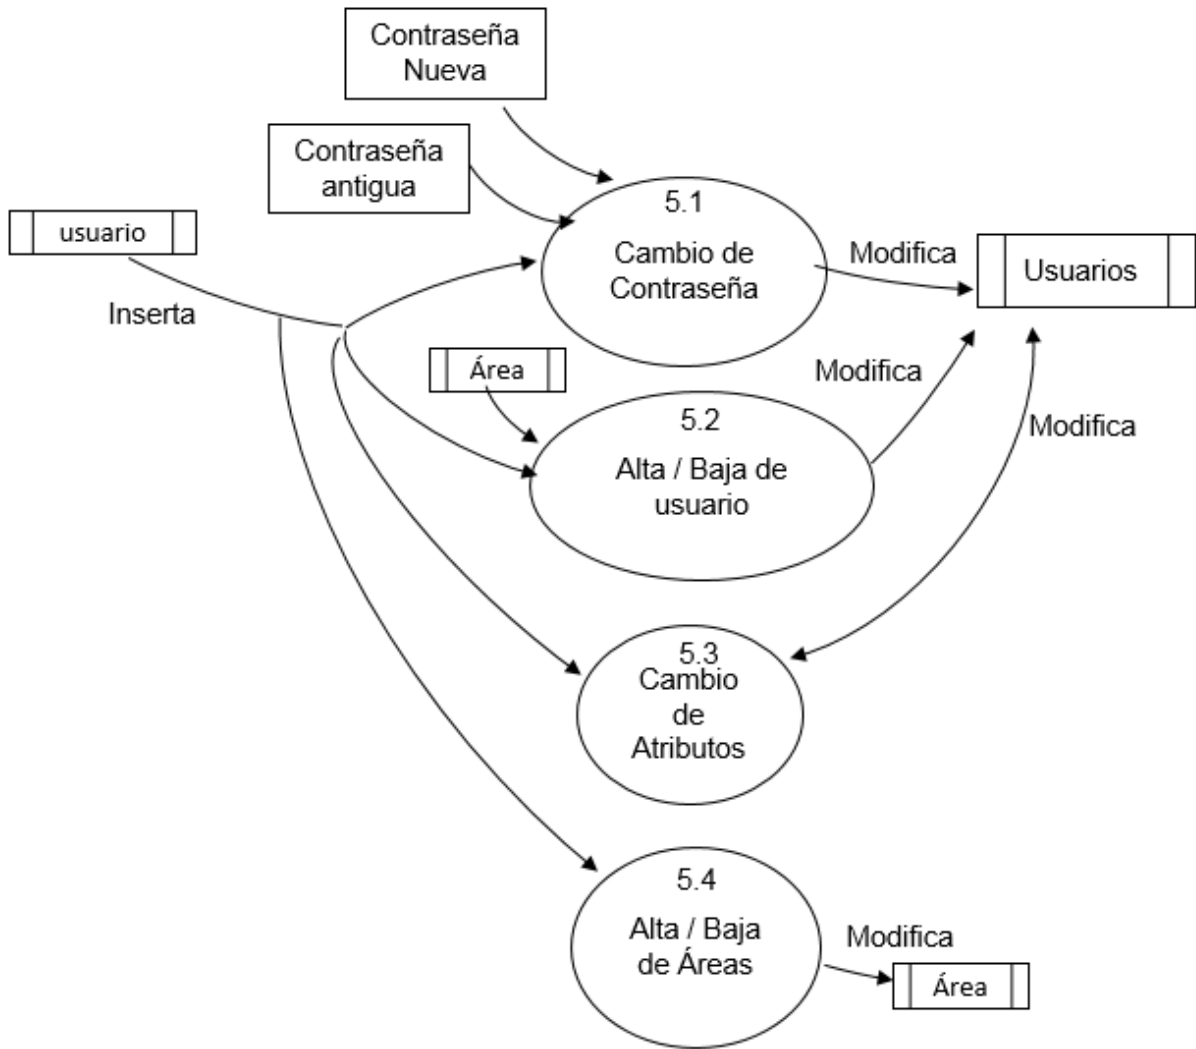 Contraseña
Nueva
Contraseña
antigua
usuario
Inserta
5.1
Cambio de
Contraseña
Modifica
Usuarios
Área
5.2
Alta / Baja de
usuario
Modifica
Modifica
5.3
Cambio
de
Atributos
5.4
Alta / Baja
de Áreas
Modifica
Área